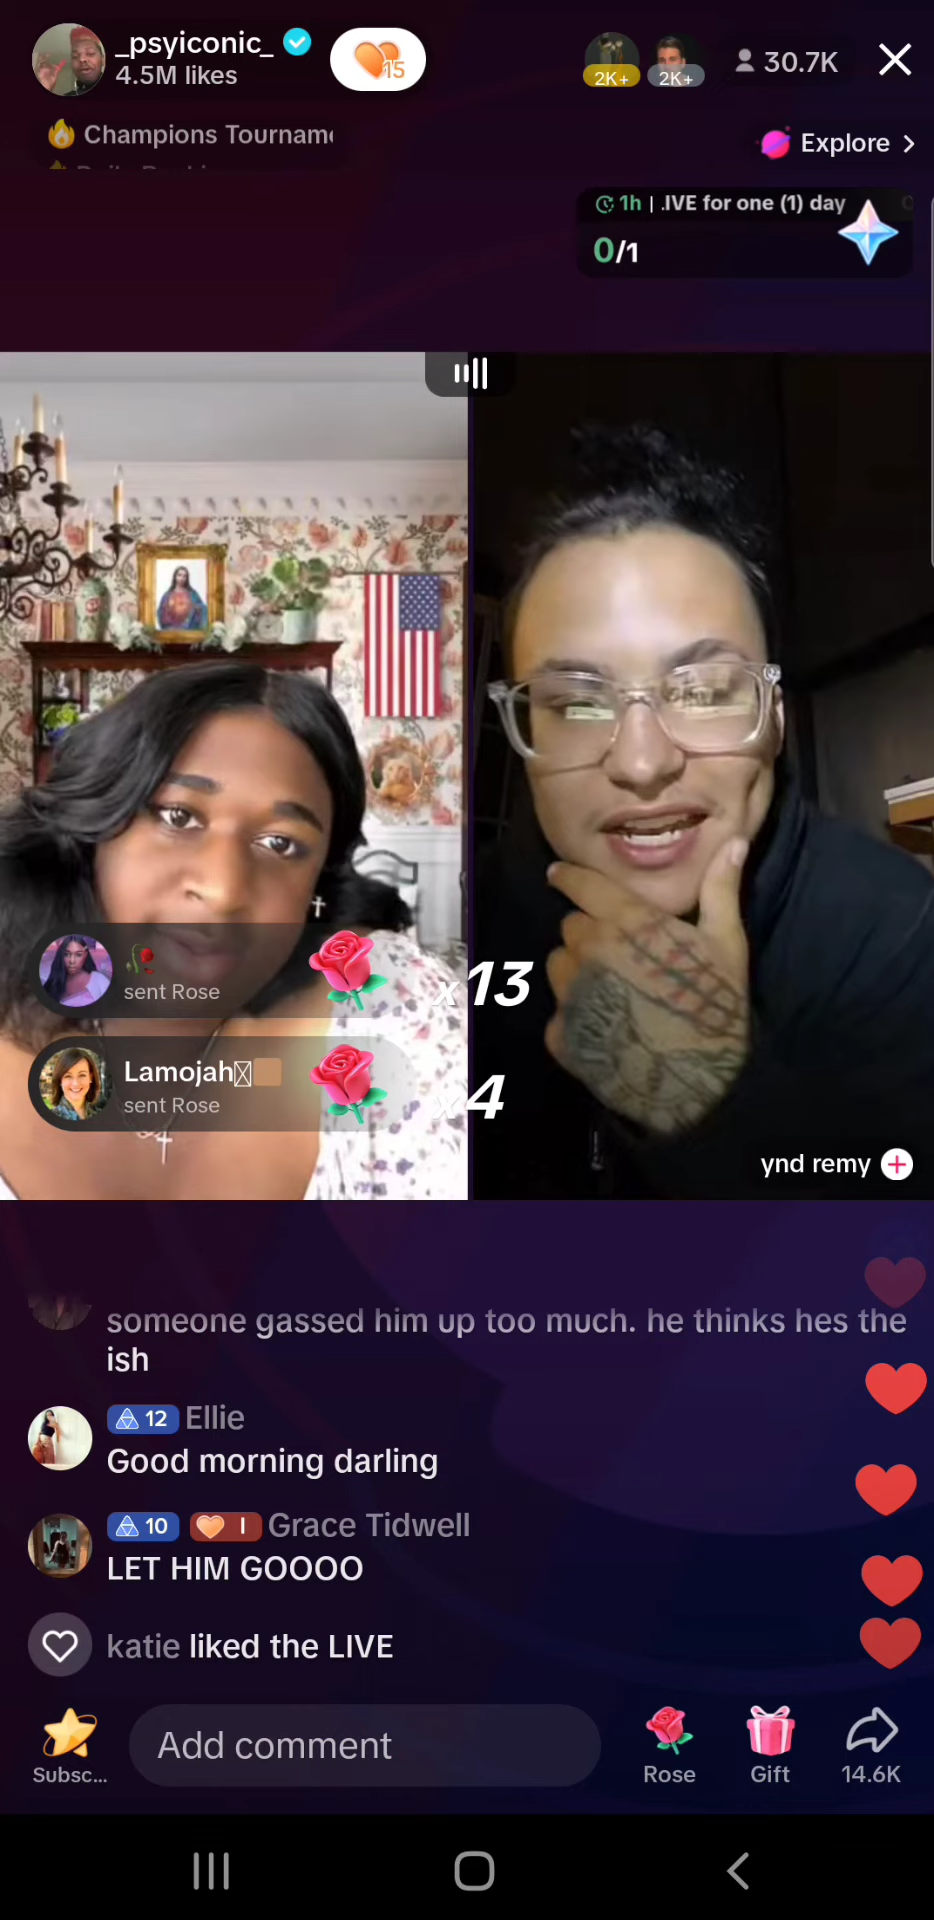 _psyiconic_
4.5M likes
15
2K+
2K+
30.7K
Champions Tourname
Explore
1h | .IVE for one (1) day
0/1
sent Rose
x13
Lamojah
sent Rose
x4
ynd remy
someone gassed him up too much. he thinks hes the
ish
12 Ellie
Good morning darling
10 I Grace Tidwell
LET HIM GOOOO
katie liked the LIVE
Subsc...
Add comment
Rose
Gift
14.6K